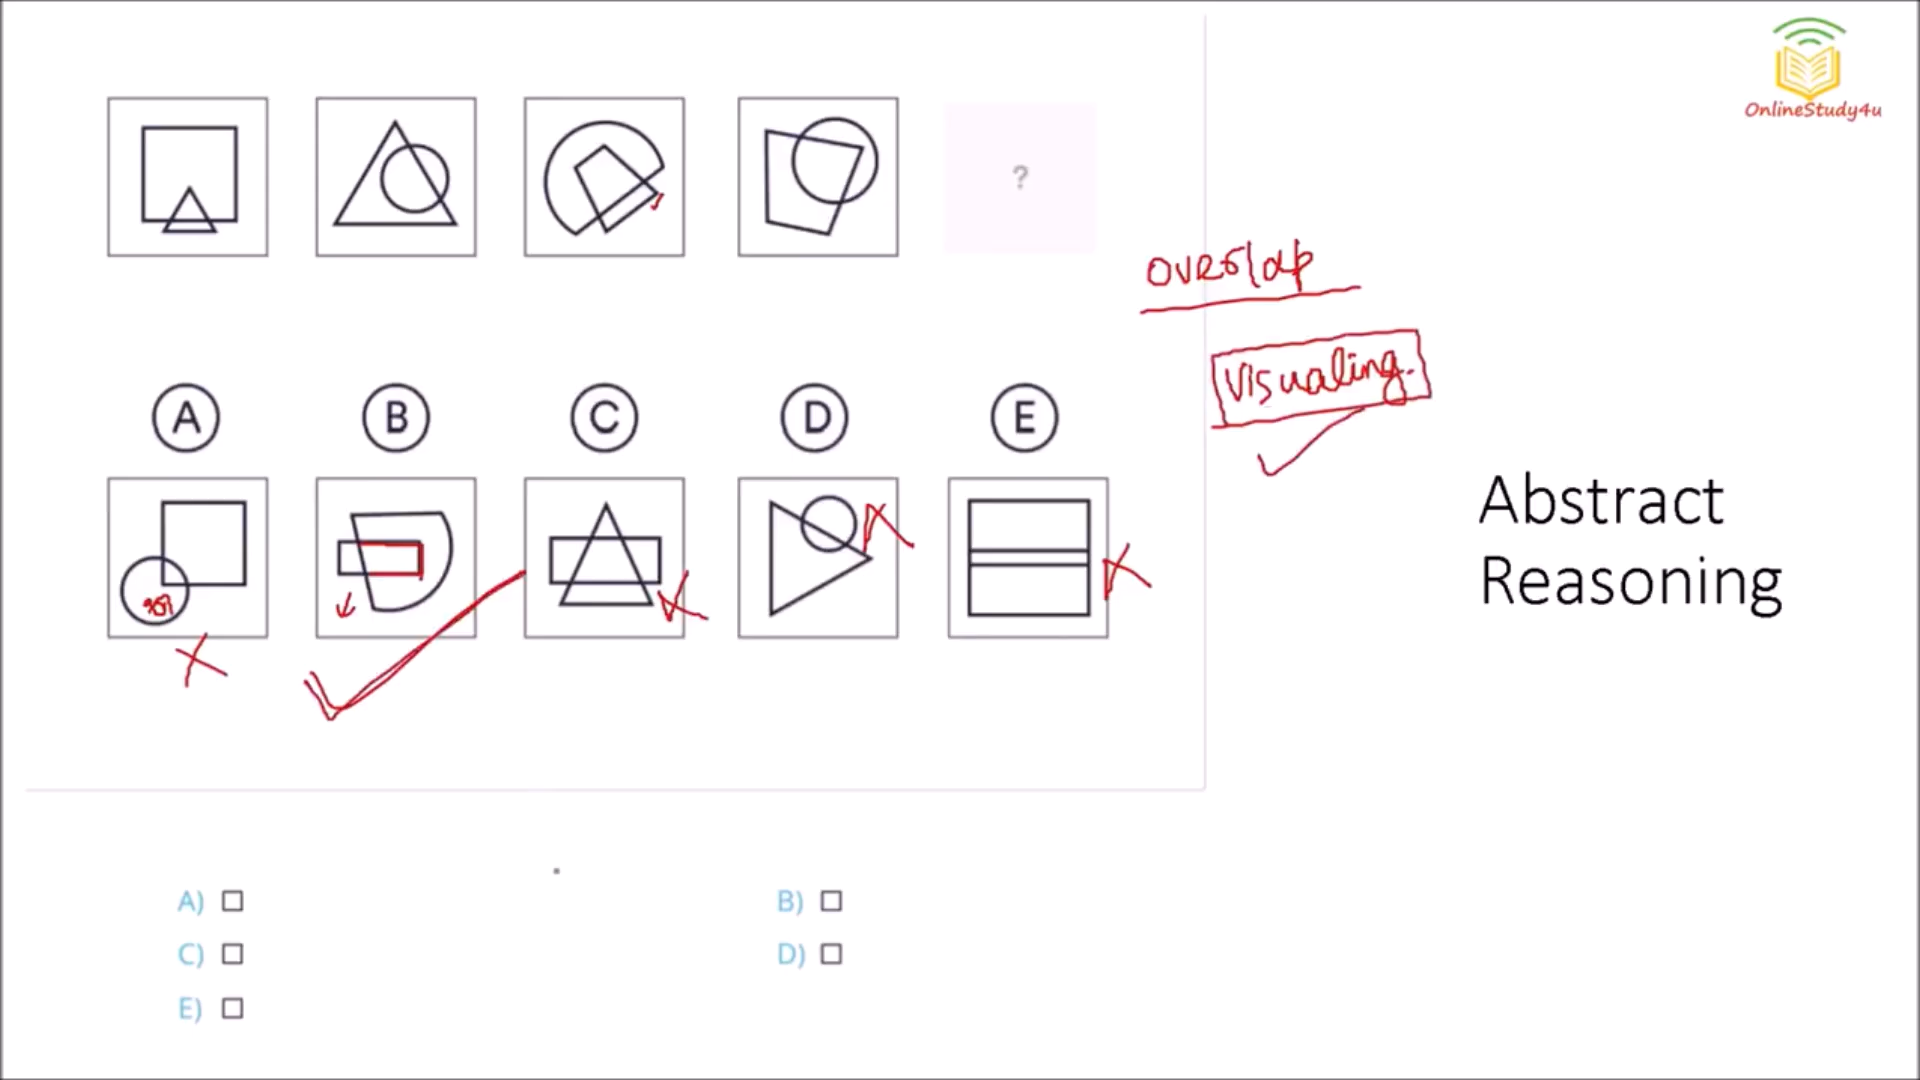 OnlineStudy4u
?
overlap
Visualing.
A B C D E
Abstract
Reasoning
A) B)
C) D)
E)